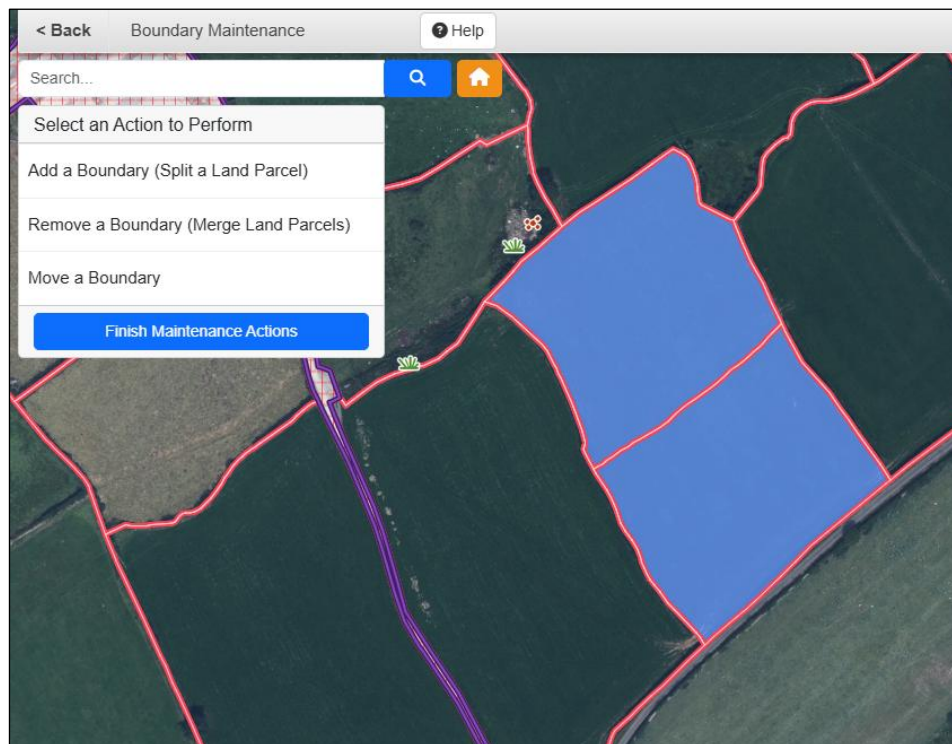 < Back
Boundary Maintenance
Help
Search...
Select an Action to Perform
Add a Boundary (Split a Land Parcel)
Remove a Boundary (Merge Land Parcels)
Move a Boundary
Finish Maintenance Actions